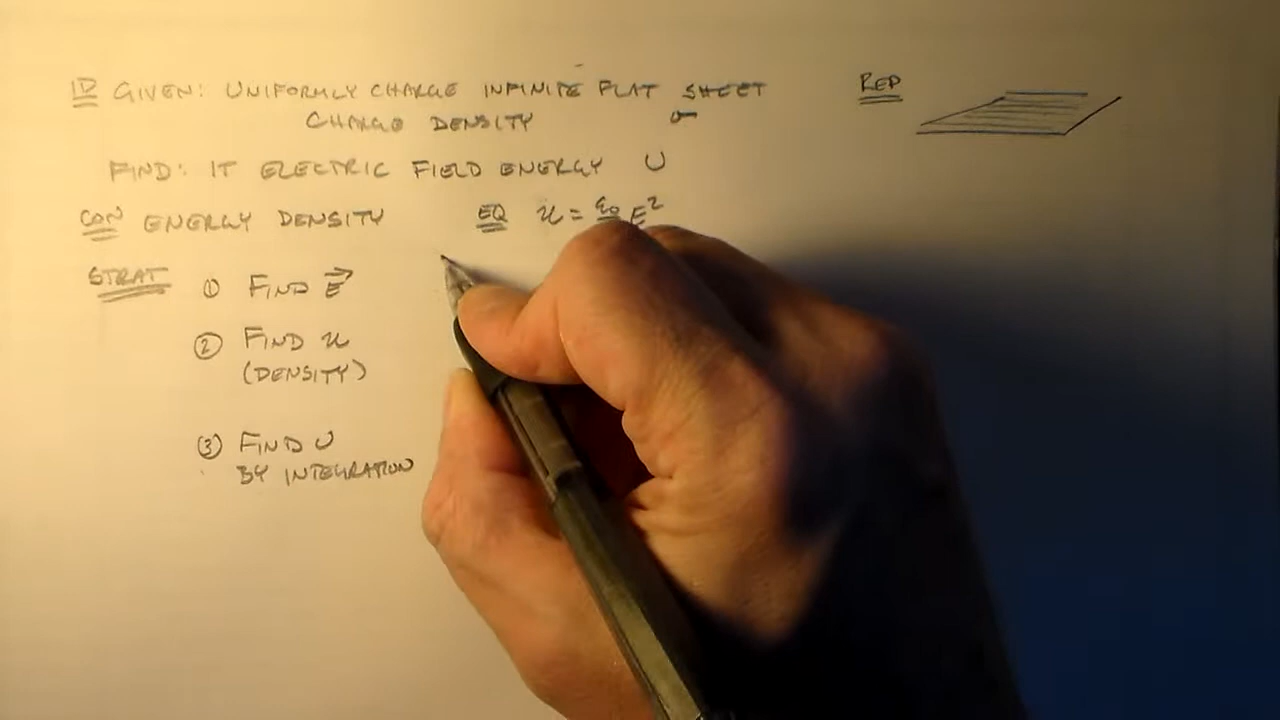 ID GIVEN: UNIFORMLY CHARGE INFINITE FLAT SHEET
CHARGE DENSITY σ
FIND: IT ELECTRIC FIELD ENERGY U
CON ENERGY DENSITY
EQ u = ε0 E²
STRAT ① FIND E⃗
② FIND u
(DENSITY)
③ FIND U
BY INTEGRATION
REP